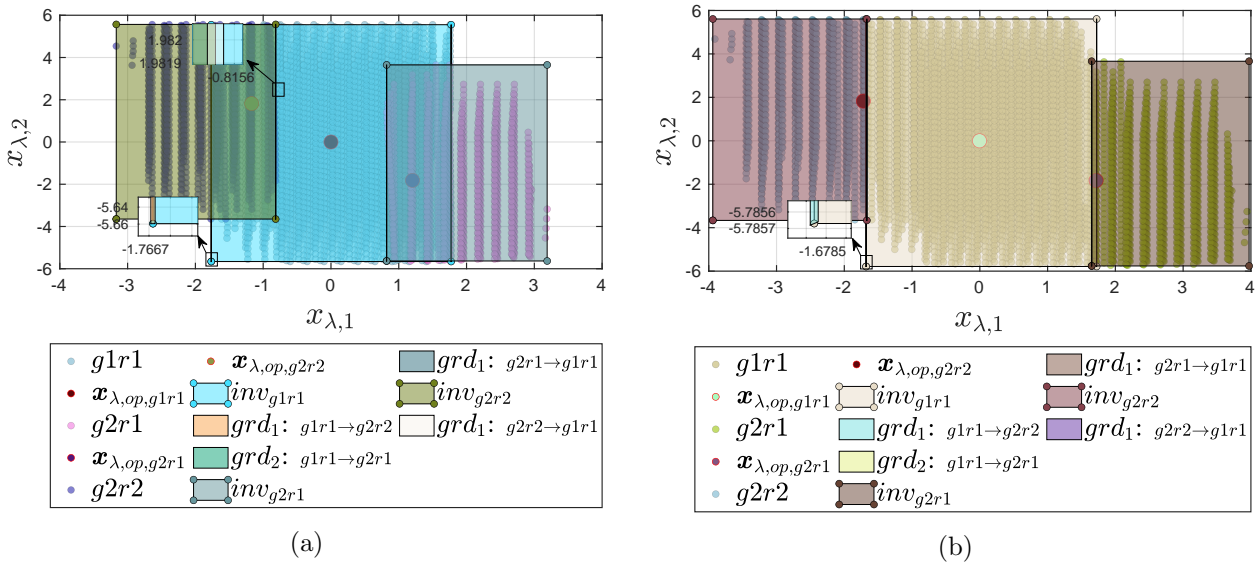 6
4
2
0
-2
-4
-6
x_{λ,2}
1.982
1.9819
-0.8156
-5.64
-5.66
-1.7667
-4 -3 -2 -1 0 1 2 3 4
x_{λ,1}
g1r1
x_{λ,op,g1r1}
g2r1
x_{λ,op,g2r1}
g2r2
x_{λ,op,g2r2}
inv_{g1r1}
grd_1: g1r1→g2r2
grd_2: g1r1→g2r1
inv_{g2r1}
grd_1: g2r1→g1r1
inv_{g2r2}
grd_1: g2r2→g1r1
(a)
6
4
2
0
-2
-4
-6
x_{λ,2}
-5.7856
-5.7857
-1.6785
-4 -3 -2 -1 0 1 2 3 4
x_{λ,1}
g1r1
x_{λ,op,g1r1}
g2r1
x_{λ,op,g2r1}
g2r2
x_{λ,op,g2r2}
inv_{g1r1}
grd_1: g1r1→g2r2
grd_2: g1r1→g2r1
inv_{g2r1}
grd_1: g2r1→g1r1
inv_{g2r2}
grd_1: g2r2→g1r1
(b)